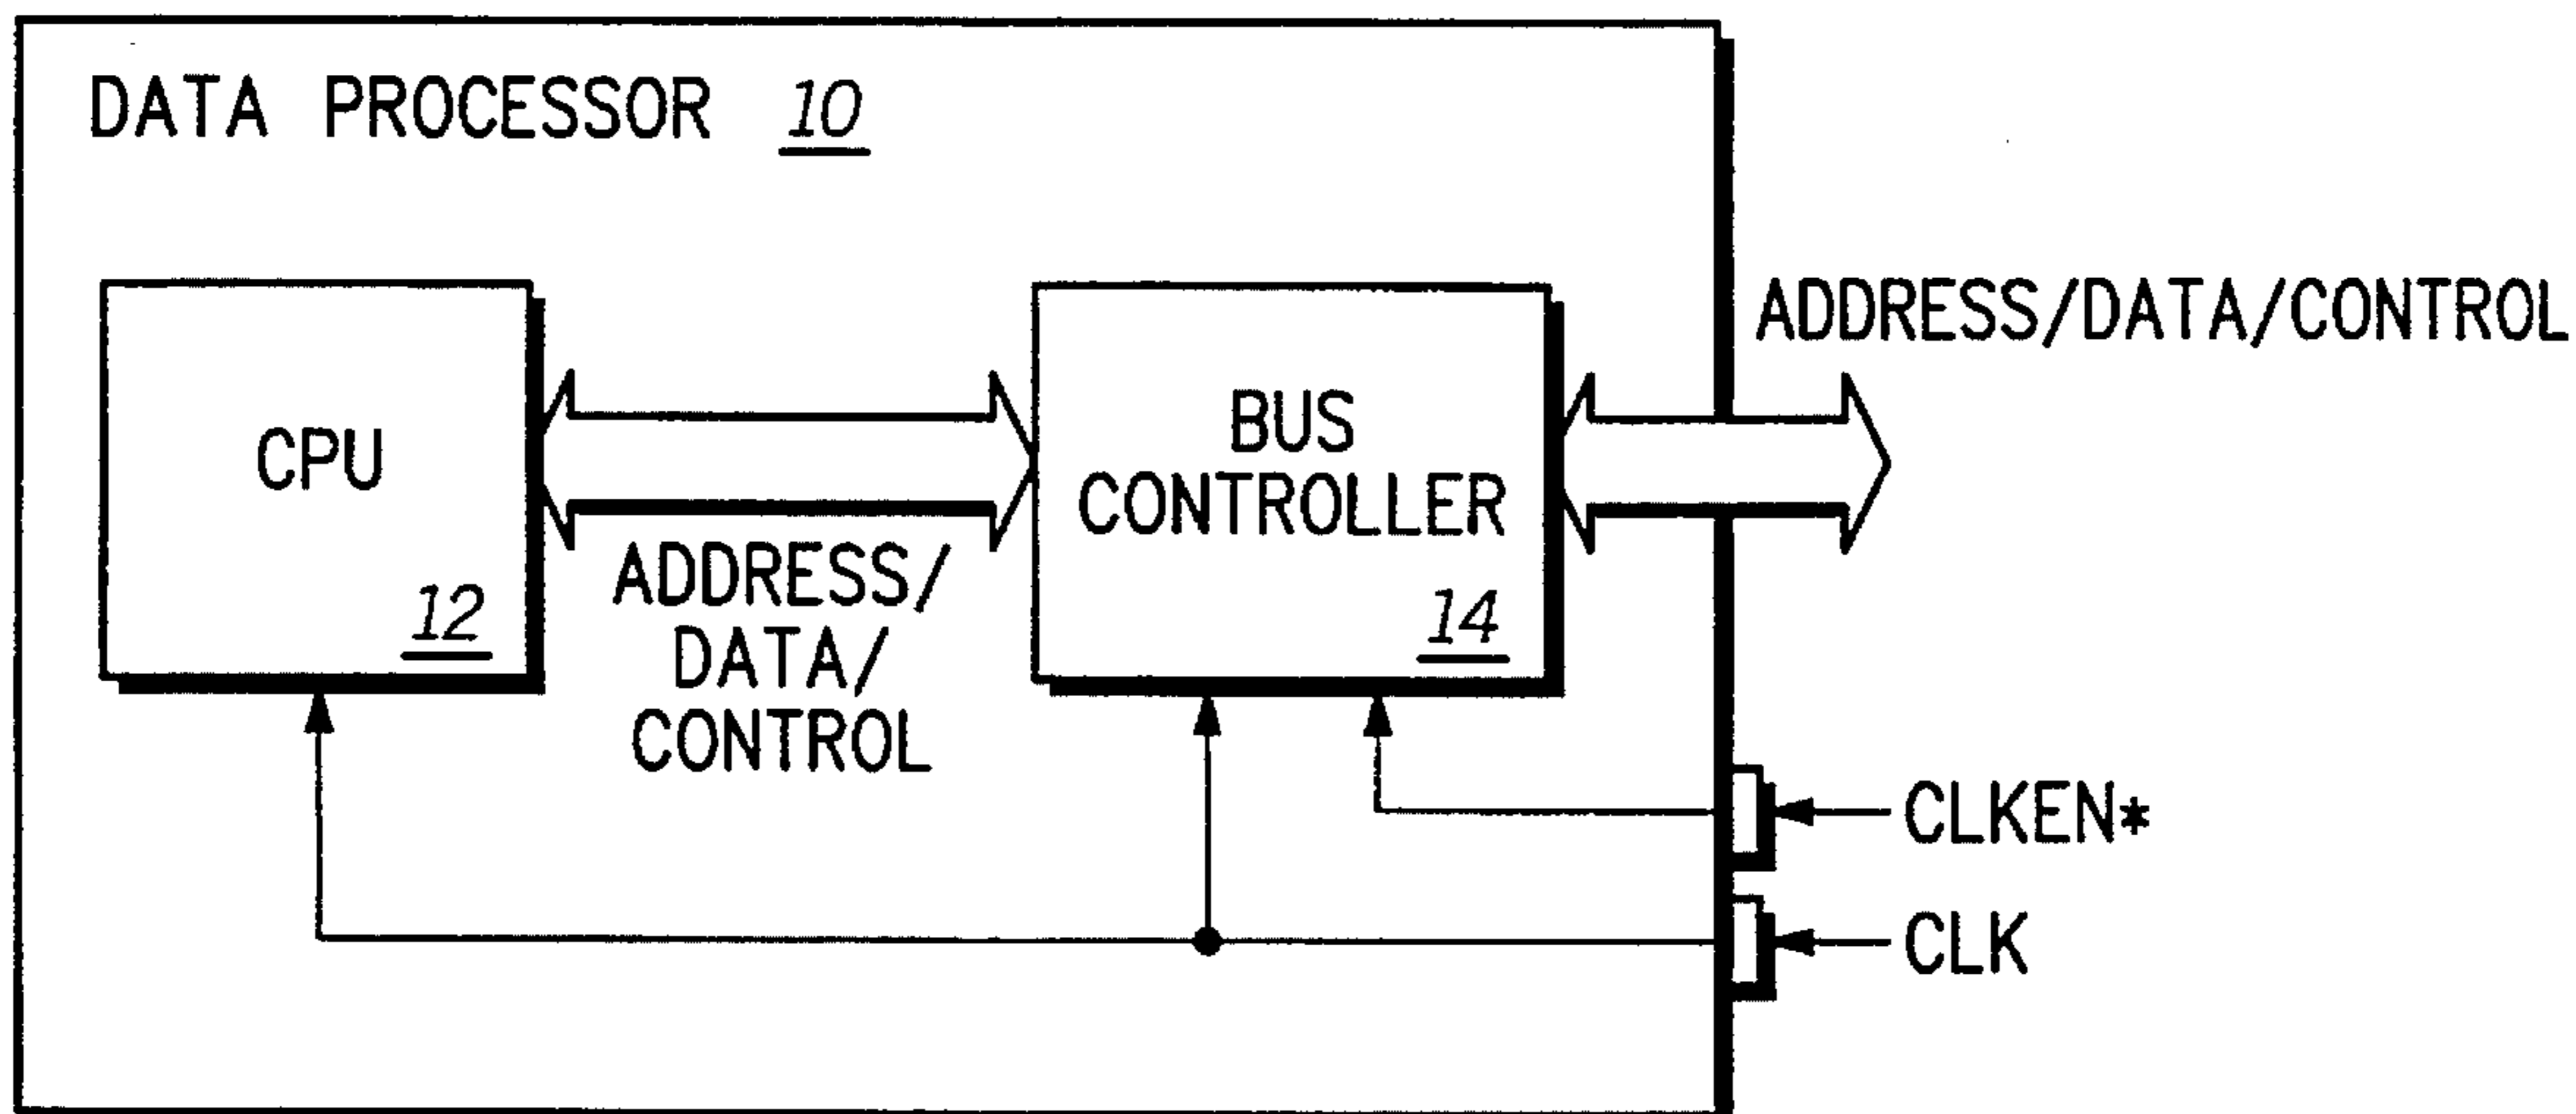 DATA PROCESSOR 10
ADDRESS/DATA/CONTROL
CPU
12
ADDRESS/
DATA/
CONTROL
BUS
CONTROLLER
14
CLKEN*
CLK